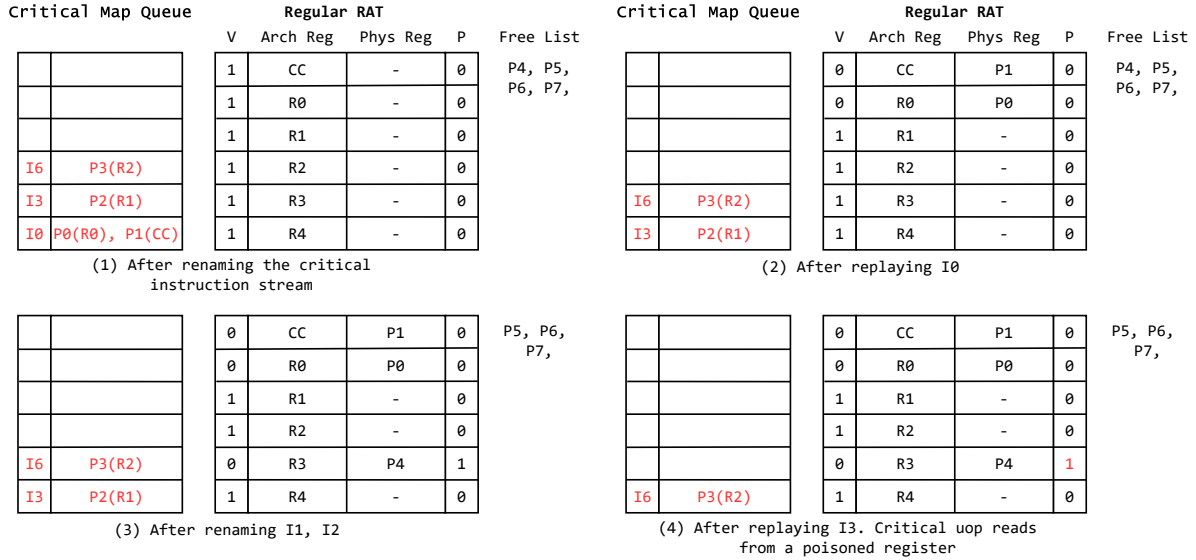 Critical Map Queue Regular RAT
V Arch Reg Phys Reg P Free List
1 CC - 0 P4, P5,
P6, P7,
1 R0 - 0
1 R1 - 0
I6 P3(R2) 1 R2 - 0
I3 P2(R1) 1 R3 - 0
I0 P0(R0), P1(CC) 1 R4 - 0
(1) After renaming the critical
instruction stream
Critical Map Queue Regular RAT
V Arch Reg Phys Reg P Free List
0 CC P1 0 P4, P5,
P6, P7,
0 R0 P0 0
1 R1 - 0
1 R2 - 0
I6 P3(R2) 1 R3 - 0
I3 P2(R1) 1 R4 - 0
(2) After replaying I0
0 CC P1 0 P5, P6,
P7,
0 R0 P0 0
1 R1 - 0
1 R2 - 0
I6 P3(R2) 0 R3 P4 1
I3 P2(R1) 1 R4 - 0
(3) After renaming I1, I2
0 CC P1 0 P5, P6,
P7,
0 R0 P0 0
1 R1 - 0
1 R2 - 0
0 R3 P4 1
I6 P3(R2) 1 R4 - 0
(4) After replaying I3. Critical uop reads
from a poisoned register